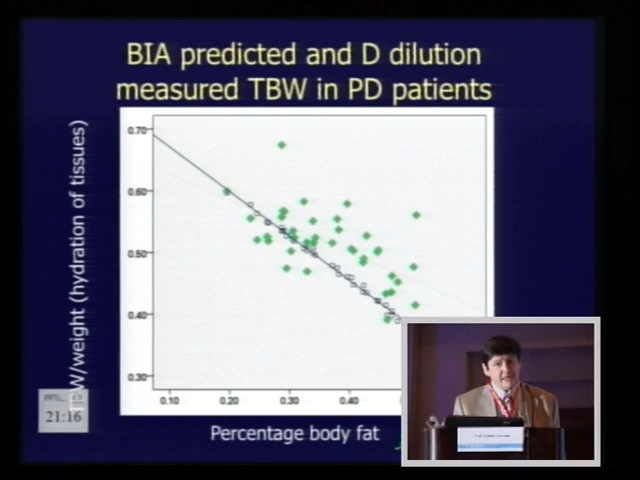 BIA predicted and D dilution
measured TBW in PD patients
W/weight (hydration of tissues)
0.70
0.60
0.50
0.40
0.30
0.10
0.20
0.30
0.40
Percentage body fat
21:16